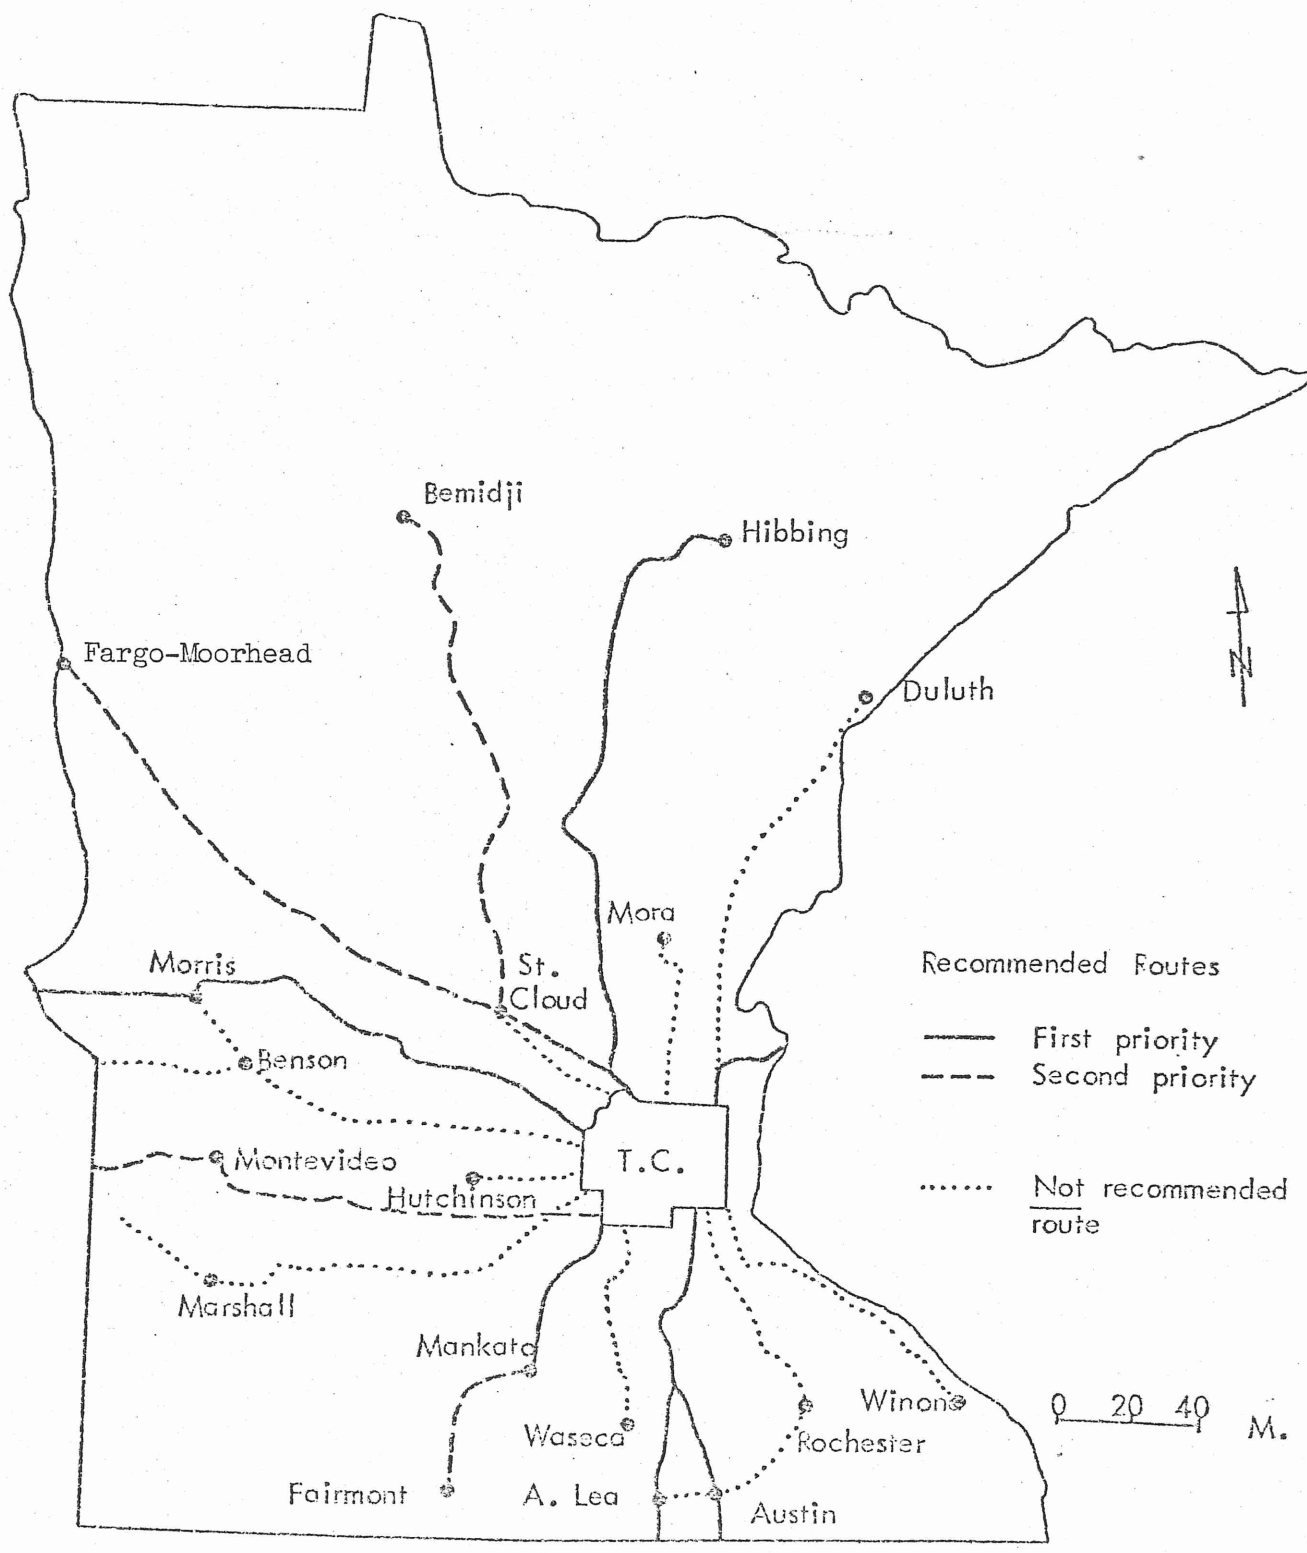 Bemidji
Hibbing
Fargo-Moorhead
Duluth
N
Mora
Morris
St.
Cloud
Recommended Routes
First priority
Second priority
Benson
T.C.
Montevideo
Hutchinson
Not recommended
route
Marshall
Mankato
Winona
0 20 40 M.
Waseca
Rochester
Fairmont
A. Lea
Austin